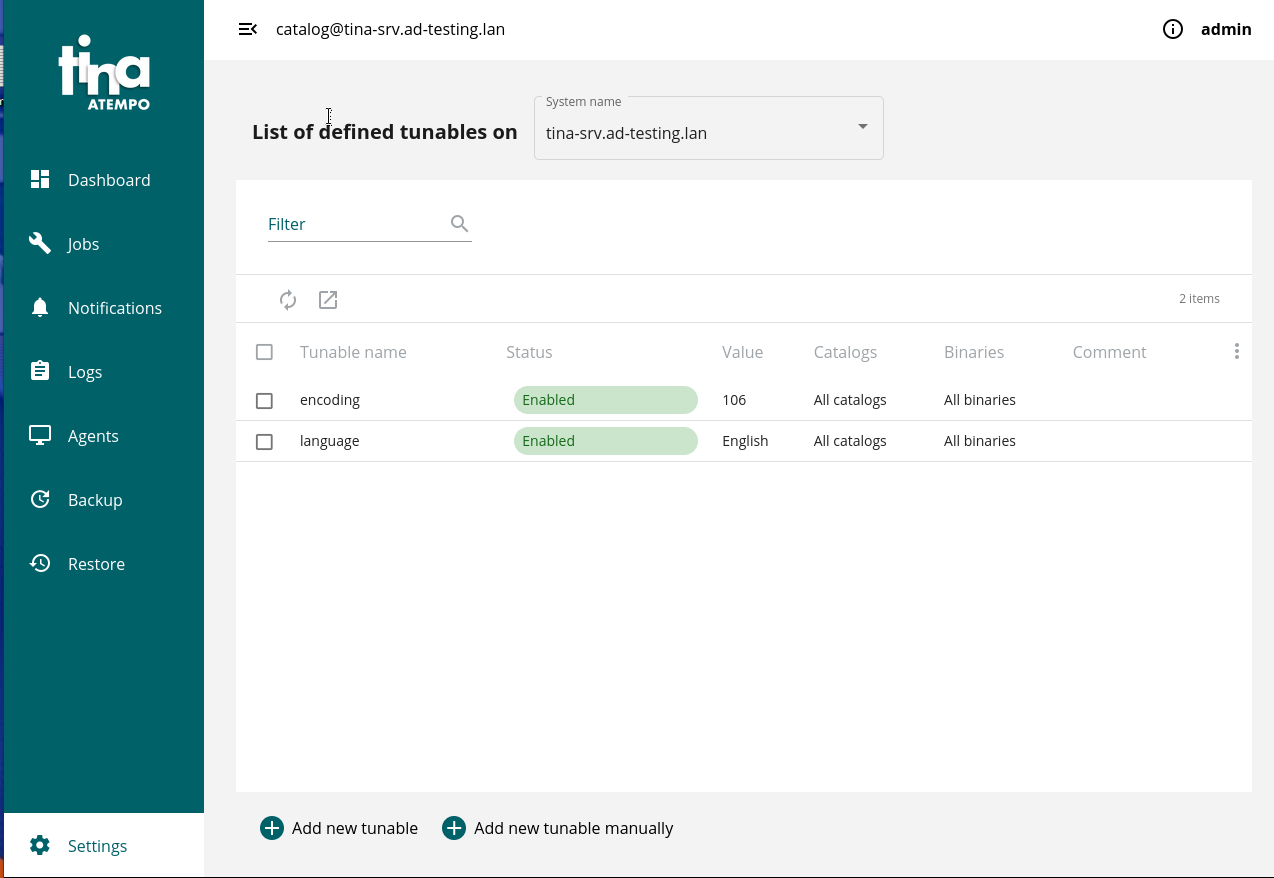 tina
ATEMPO
catalog@tina-srv.ad-testing.lan
admin
Dashboard
Jobs
Notifications
Logs
Agents
Backup
Restore
Settings
System name
List of defined tunables on tina-srv.ad-testing.lan
Filter
2 items
Tunable name Status Value Catalogs Binaries Comment
encoding Enabled 106 All catalogs All binaries
language Enabled English All catalogs All binaries
Add new tunable Add new tunable manually